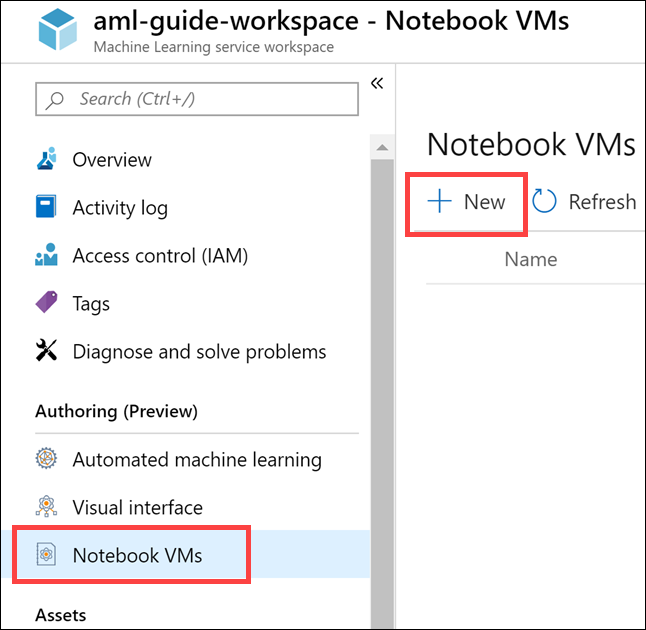 aml-guide-workspace - Notebook VMs
Machine Learning service workspace
Search (Ctrl+/)
Overview
Activity log
Access control (IAM)
Tags
Diagnose and solve problems
Authoring (Preview)
Automated machine learning
Visual interface
Notebook VMs
Assets
Notebook VMs
New
Refresh
Name